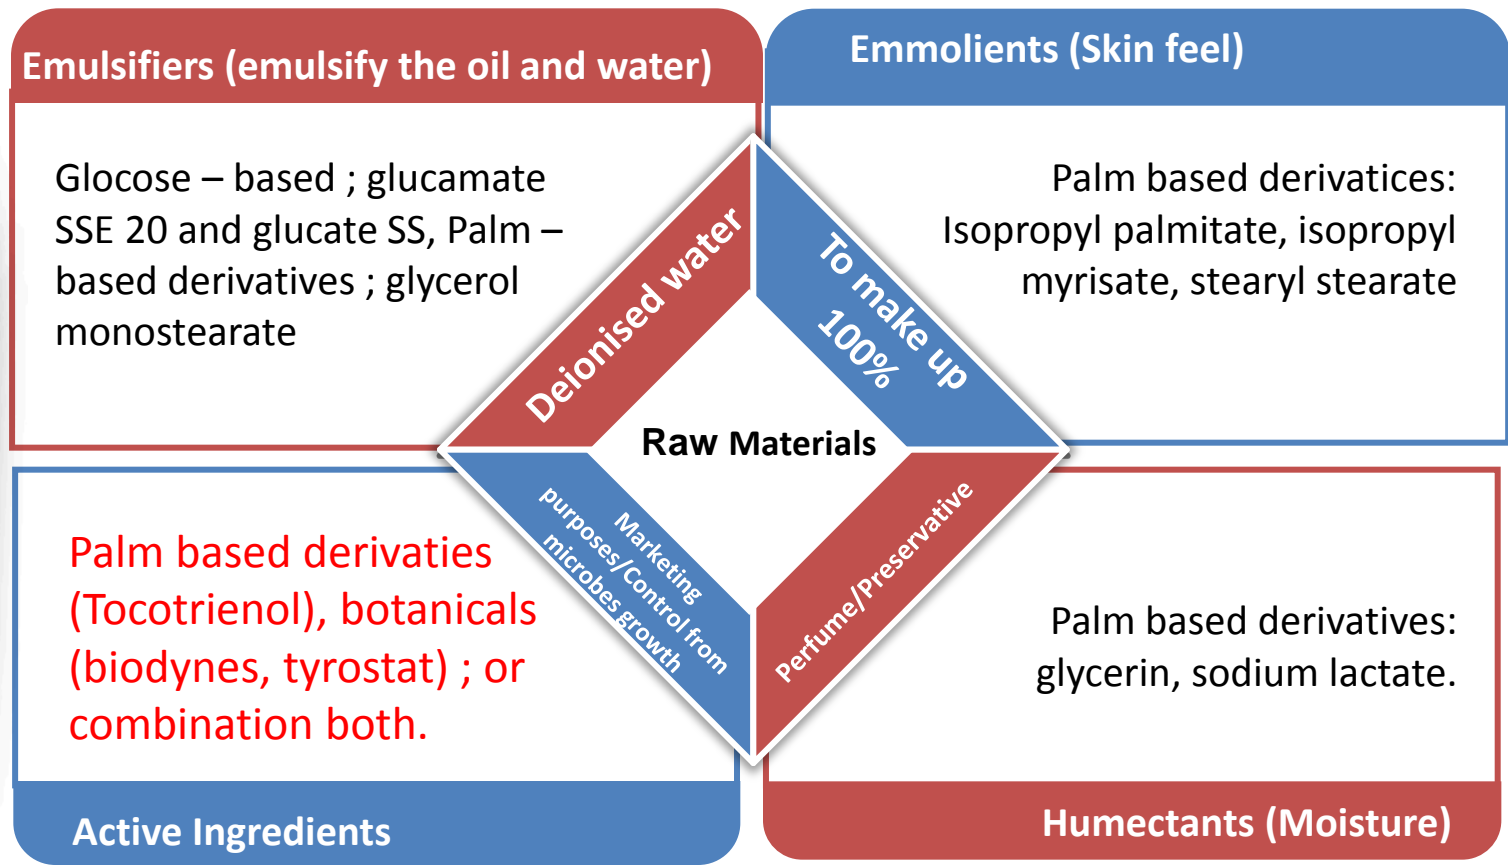 Emulsifiers (emulsify the oil and water)
Glocose – based ; glucamate
SSE 20 and glucate SS, Palm –
based derivatives ; glycerol
monostearate
Emmolients (Skin feel)
Palm based derivatices:
Isopropyl palmitate, isopropyl
myrisate, stearyl stearate
Deionised water
To make up
100%
Raw Materials
Marketing
purposes/Control from
microbes growth
Perfume/Preservative
Palm based derivaties
(Tocotrienol), botanicals
(biodynes, tyrostat) ; or
combination both.
Active Ingredients
Palm based derivatives:
glycerin, sodium lactate.
Humectants (Moisture)